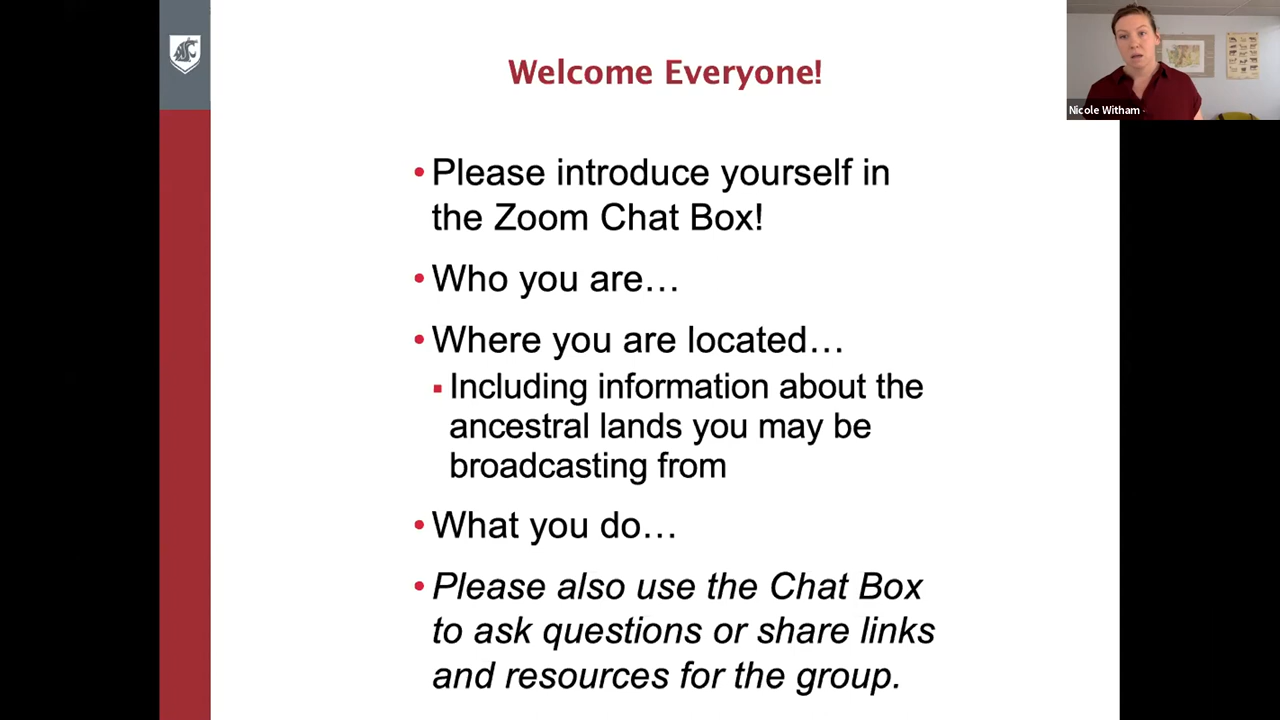 Welcome Everyone!
Nicole Witham
• Please introduce yourself in
the Zoom Chat Box!
• Who you are…
• Where you are located…
▪ Including information about the
ancestral lands you may be
broadcasting from
• What you do…
• Please also use the Chat Box
to ask questions or share links
and resources for the group.